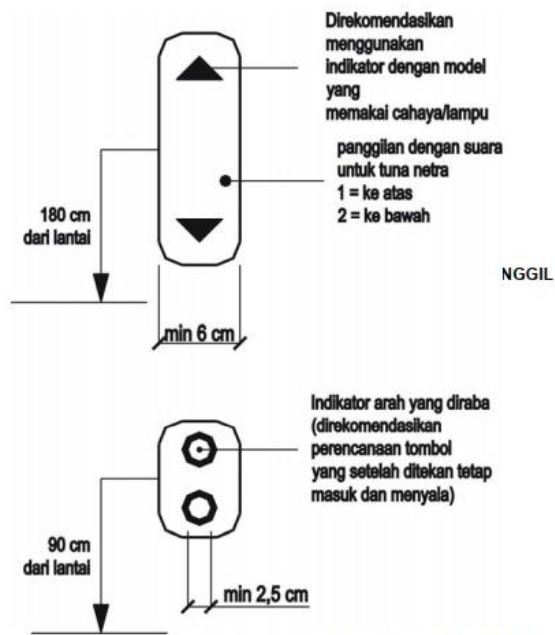 Direkomendasikan
menggunakan
indikator dengan model
yang
memakai cahaya/lampu
panggilan dengan suara
untuk tuna netra
1 = ke atas
2 = ke bawah
180 cm
dari lantai
NGGIL
min 6 cm
Indikator arah yang diraba
(direkomendasikan
perencanaan tombol
yang setelah ditekan tetap
masuk dan menyala)
90 cm
dari lantai
min 2,5 cm